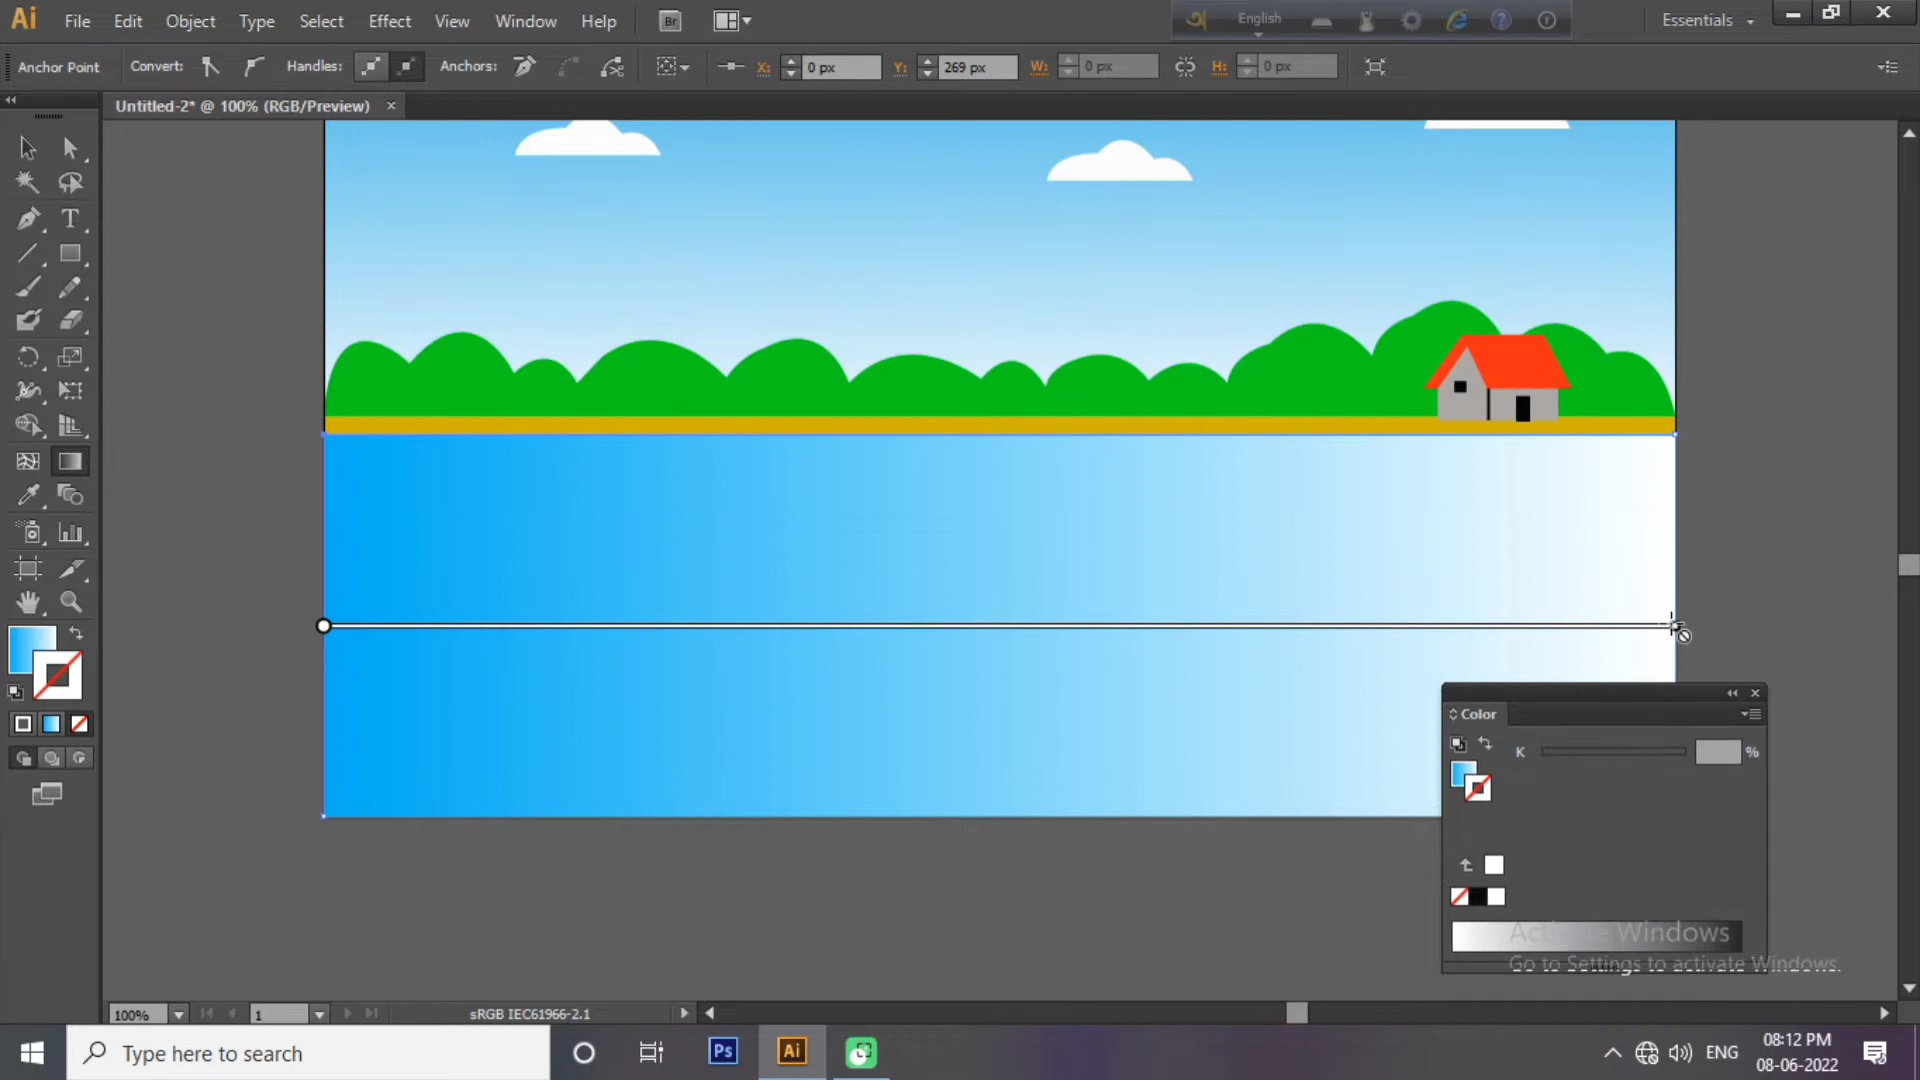 Ai File Edit Object Type Select Effect View Window Help Br English Essentials
Anchor Point Convert: Handles: Anchors: X: 0 px Y: 269 px W: 0 px H: 0 px
Untitled-2* @ 100% (RGB/Preview)
T
Color
K %
Activate Windows
Go to Settings to activate Windows.
100% 1 sRGB IEC61966-2.1
Type here to search Ps Ai ENG 08:12 PM
08-06-2022